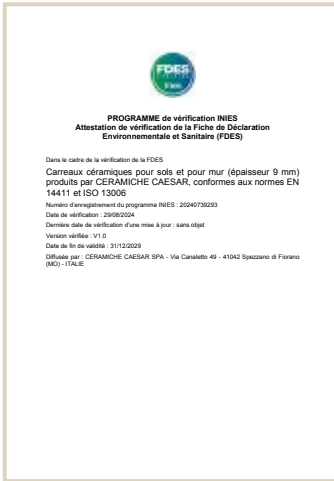 FDES
PROGRAMME de vérification INIES
Attestation de vérification de la Fiche de Déclaration
Environnementale et Sanitaire (FDES)
Dans le cadre de la vérification de la FDES
Carreaux céramiques pour sols et pour mur (épaisseur 9 mm)
produits par CERAMICHE CAESAR, conformes aux normes EN
14411 et ISO 13006
Numéro d'enregistrement du programme INIES : 20240739293
Date de vérification : 29/08/2024
Dernière date de vérification d'une mise à jour : sans objet
Version vérifiée : V1.0
Date de fin de validité : 31/12/2029
Diffusée par : CERAMICHE CAESAR SPA - Via Canaletto 49 - 41042 Spezzano di Fiorano
(MO) - ITALIE